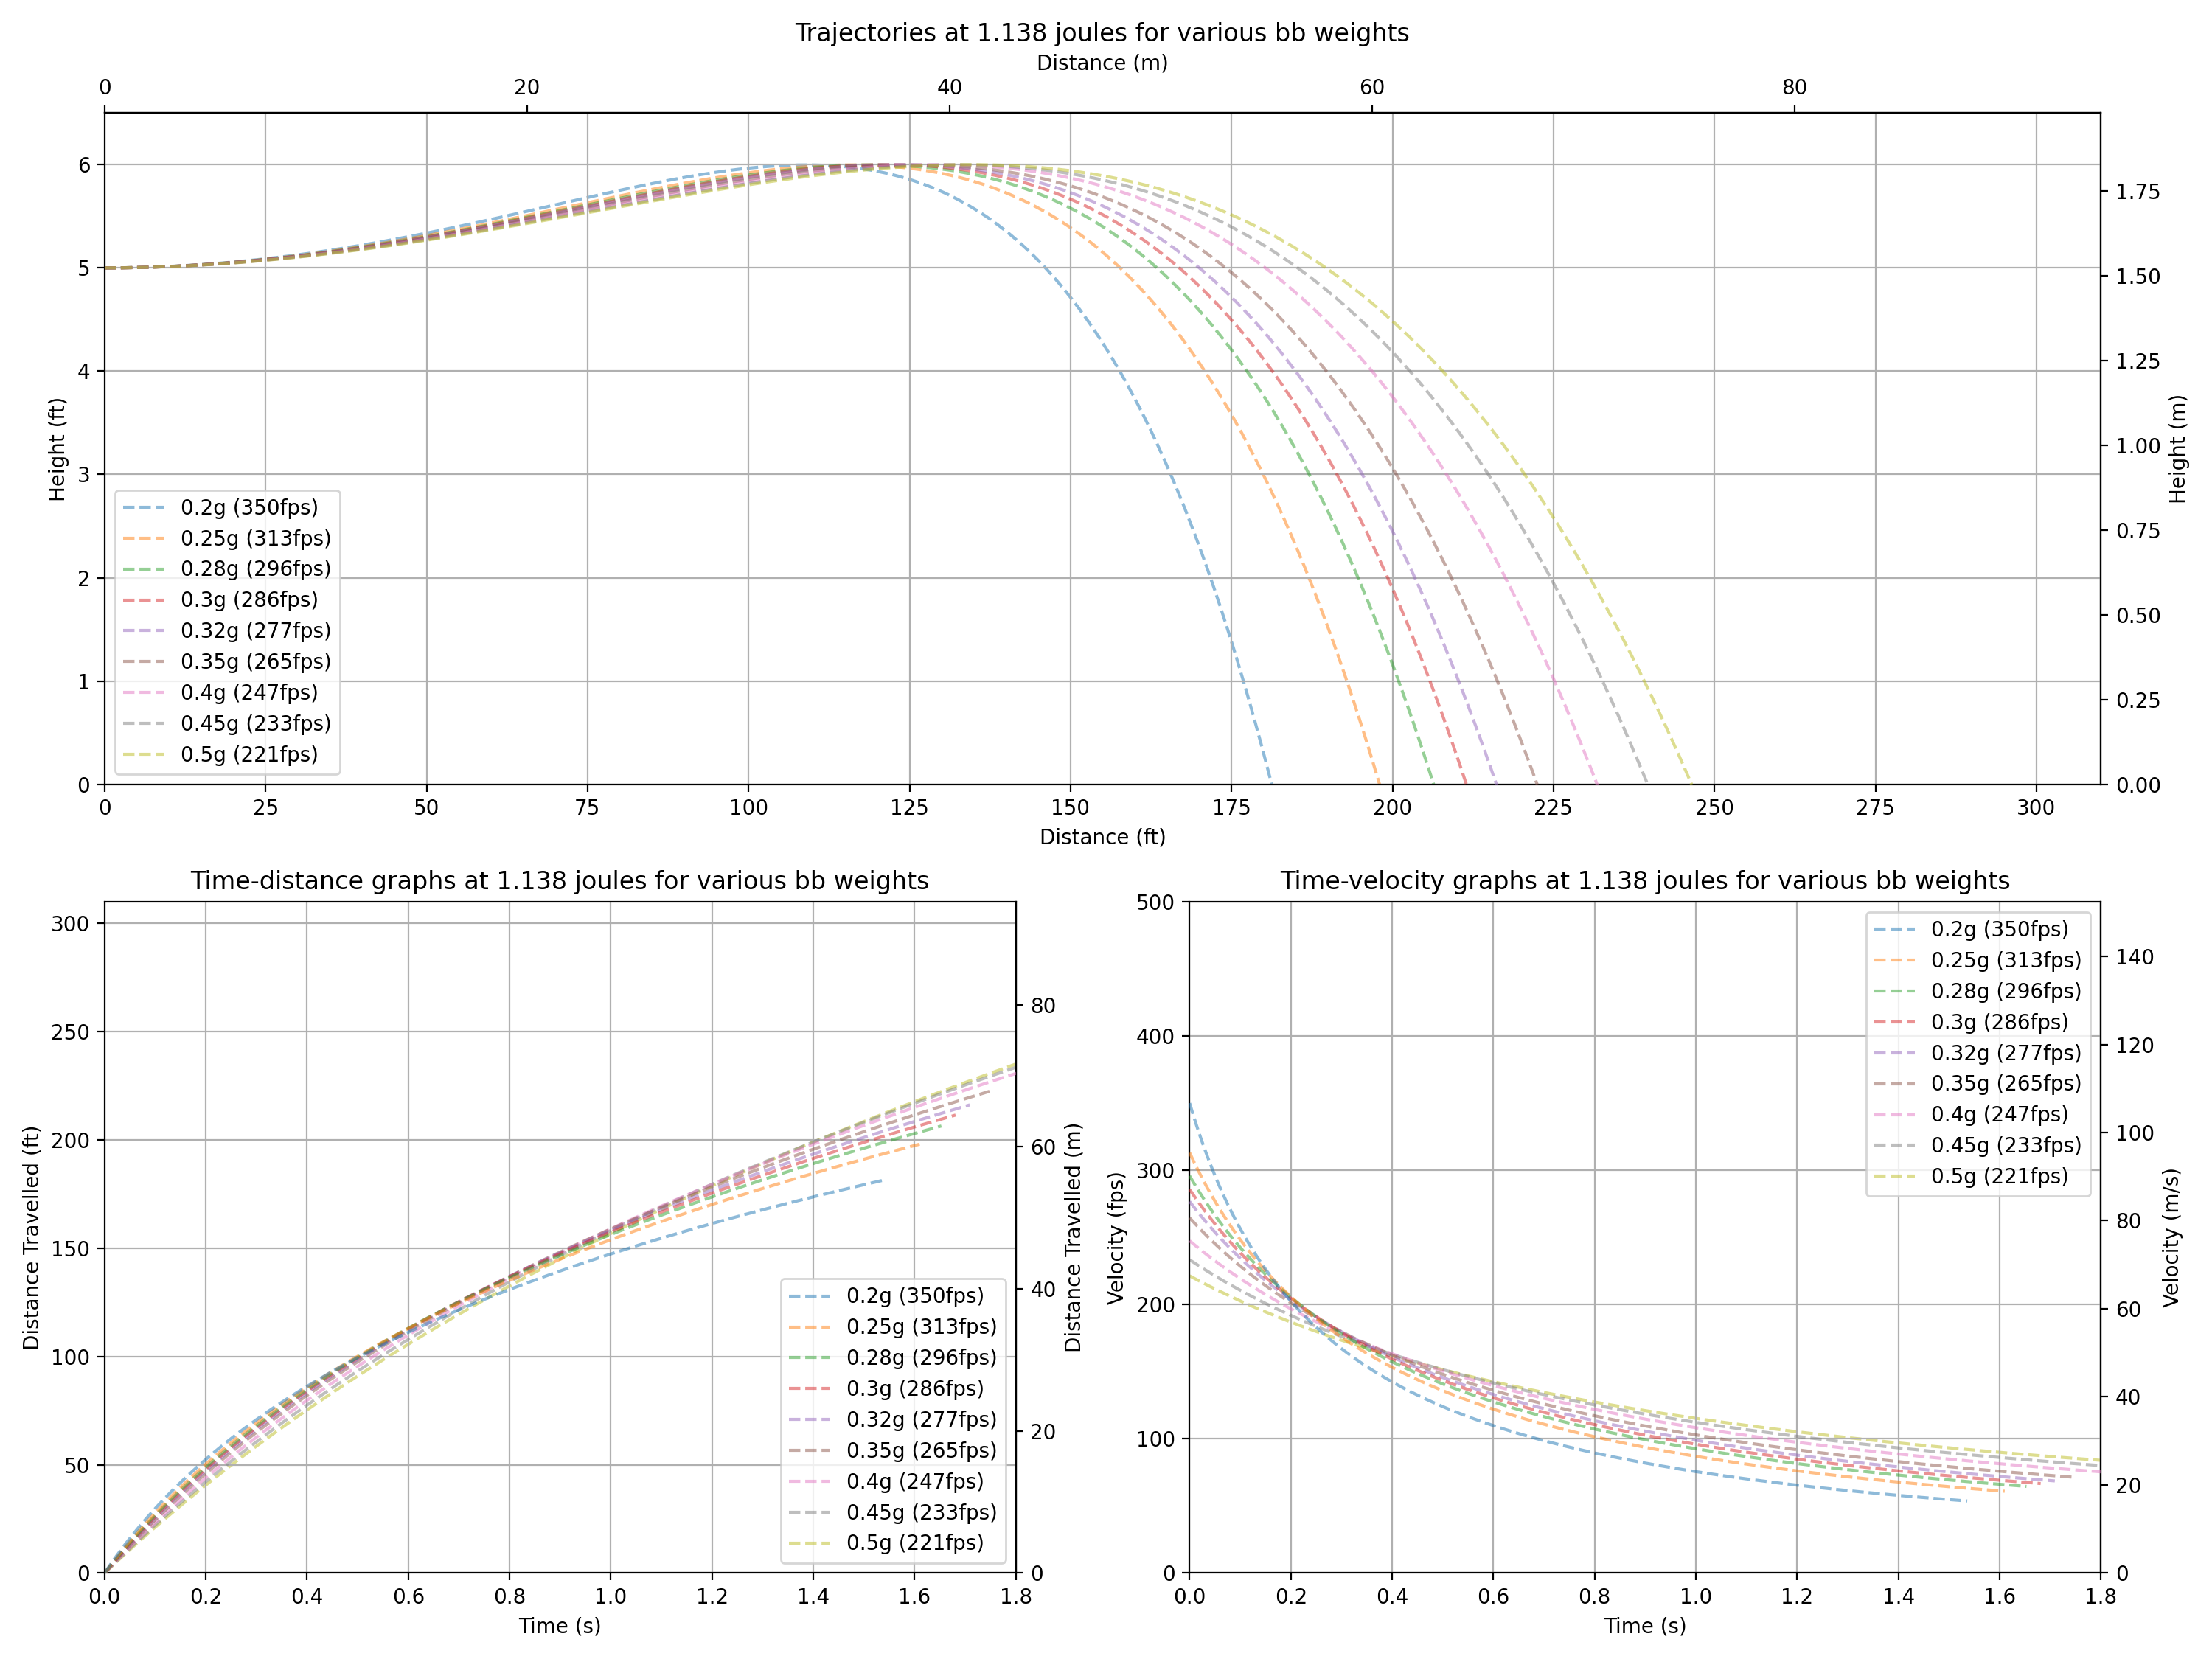 Trajectories at 1.138 joules for various bb weights
Distance (m)
0 20 40 60 80
6
5
4
3
2
1
0
Height (ft)
1.75
1.50
1.25
1.00
0.75
0.50
0.25
0.00
Height (m)
0.2g (350fps)
0.25g (313fps)
0.28g (296fps)
0.3g (286fps)
0.32g (277fps)
0.35g (265fps)
0.4g (247fps)
0.45g (233fps)
0.5g (221fps)
0 25 50 75 100 125 150 175 200 225 250 275 300
Distance (ft)
Time-distance graphs at 1.138 joules for various bb weights
300
250
200
150
100
50
0
Distance Travelled (ft)
80
60
40
20
0
Distance Travelled (m)
0.2g (350fps)
0.25g (313fps)
0.28g (296fps)
0.3g (286fps)
0.32g (277fps)
0.35g (265fps)
0.4g (247fps)
0.45g (233fps)
0.5g (221fps)
0.0 0.2 0.4 0.6 0.8 1.0 1.2 1.4 1.6 1.8
Time (s)
Time-velocity graphs at 1.138 joules for various bb weights
500
400
300
200
100
0
Velocity (fps)
140
120
100
80
60
40
20
0
Velocity (m/s)
0.2g (350fps)
0.25g (313fps)
0.28g (296fps)
0.3g (286fps)
0.32g (277fps)
0.35g (265fps)
0.4g (247fps)
0.45g (233fps)
0.5g (221fps)
0.0 0.2 0.4 0.6 0.8 1.0 1.2 1.4 1.6 1.8
Time (s)